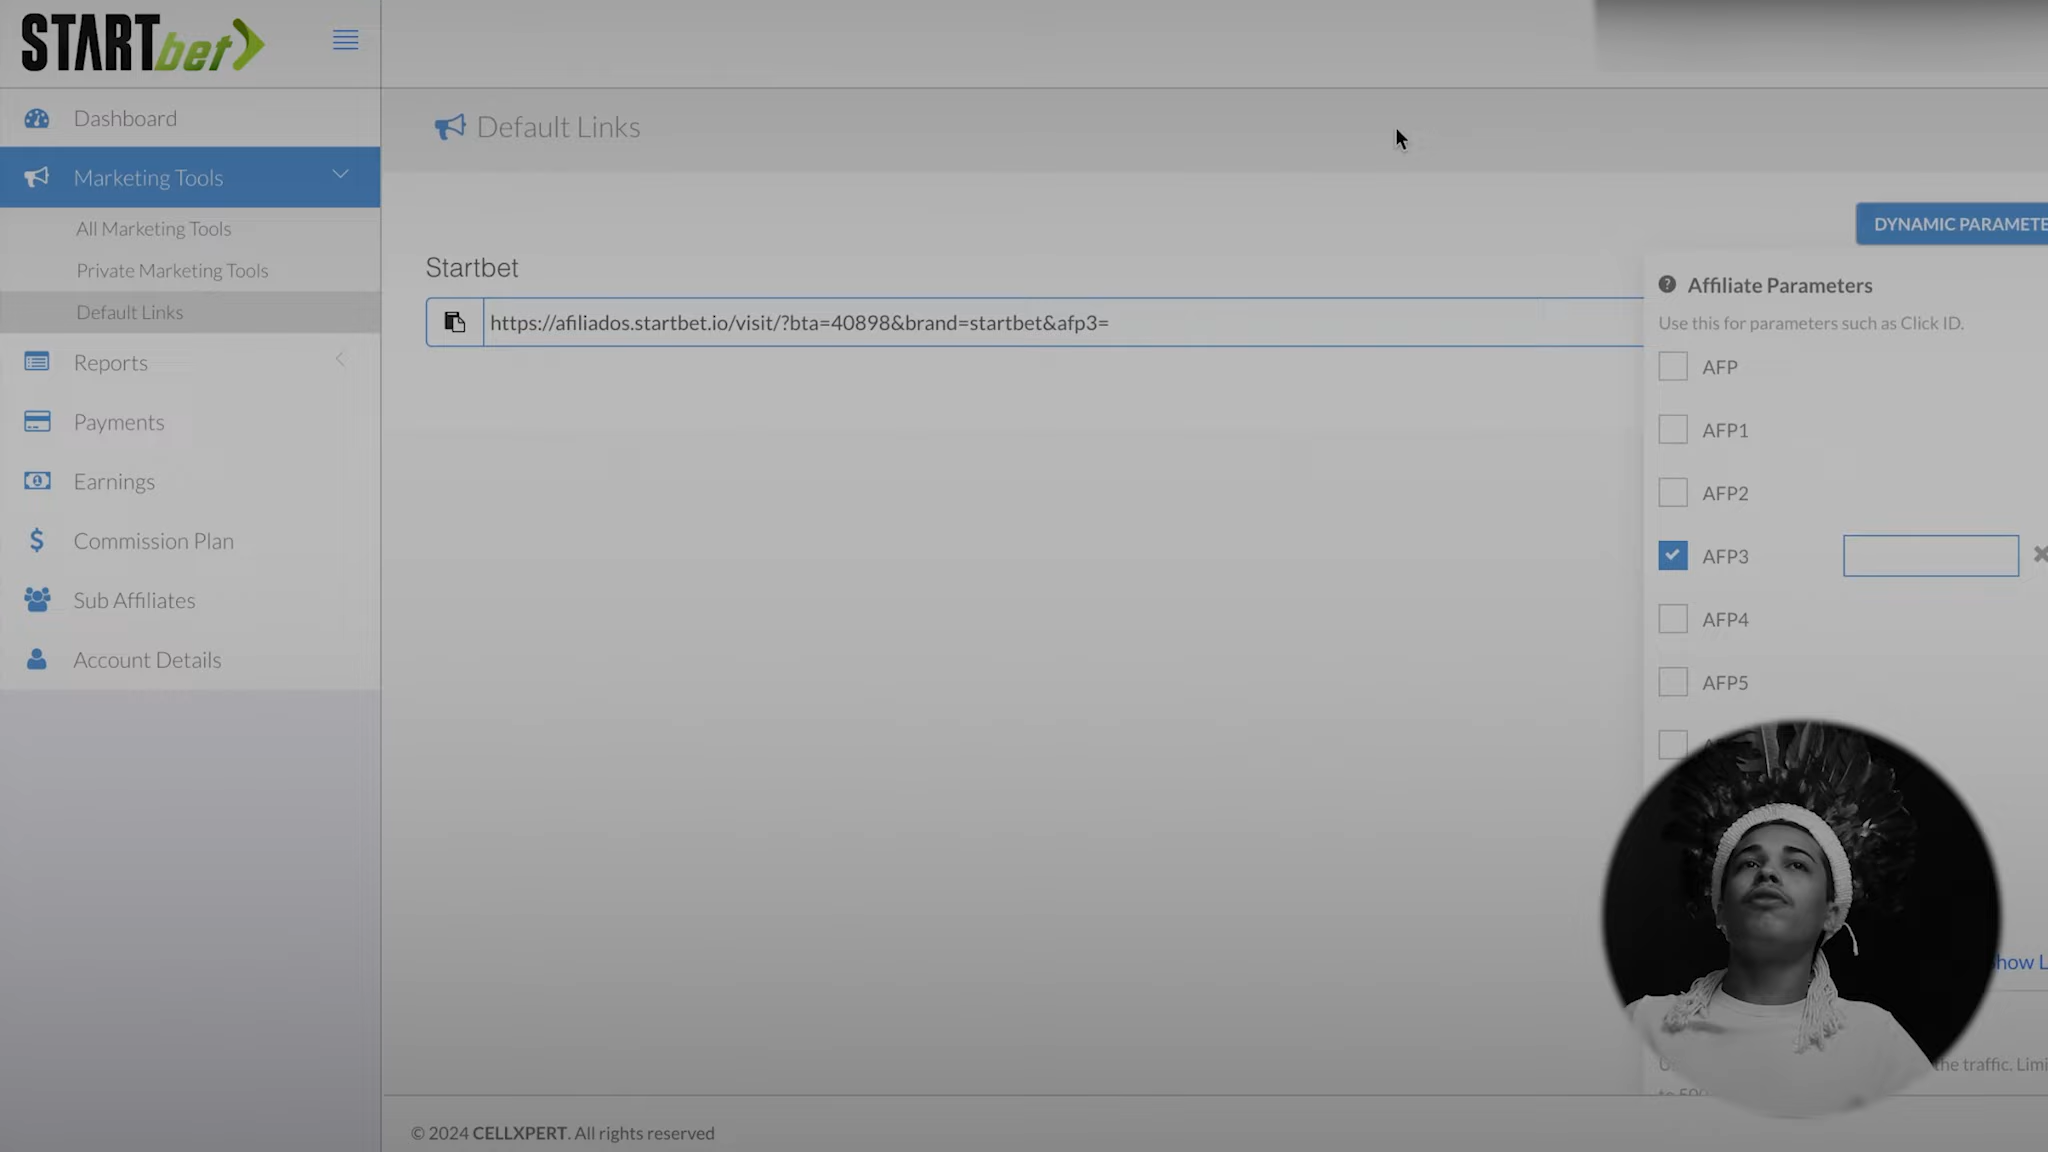 STARTbet
Dashboard
Marketing Tools
All Marketing Tools
Private Marketing Tools
Default Links
Reports
Payments
Earnings
Commission Plan
Sub Affiliates
Account Details
Default Links
DYNAMIC PARAMETE
Startbet
https://afiliados.startbet.io/visit/?bta=40898&brand=startbet&afp3=
Affiliate Parameters
Use this for parameters such as Click ID.
AFP
AFP1
AFP2
AFP3
AFP4
AFP5
how L
the traffic. Limi
© 2024 CELLXPERT. All rights reserved